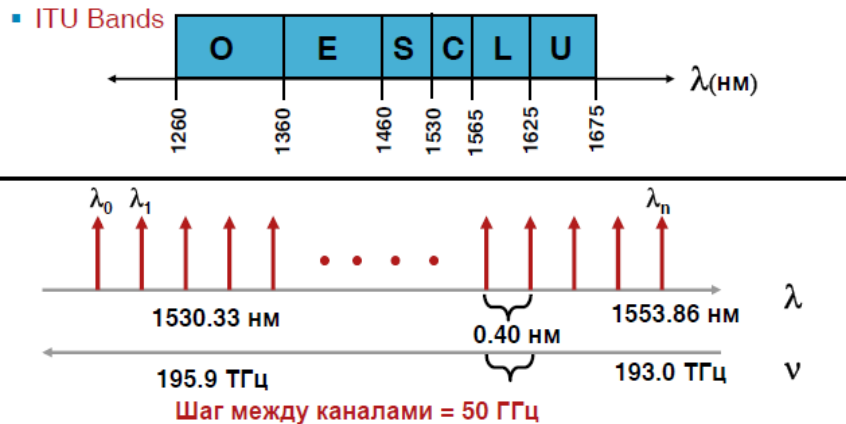 ▪ ITU Bands
O E S C L U
λ(нм)
1260 1360 1460 1530 1565 1625 1675
λ0 λ1 λn
λ
1530.33 нм 0.40 нм 1553.86 нм
195.9 ТГц 193.0 ТГц ν
Шаг между каналами = 50 ГГц